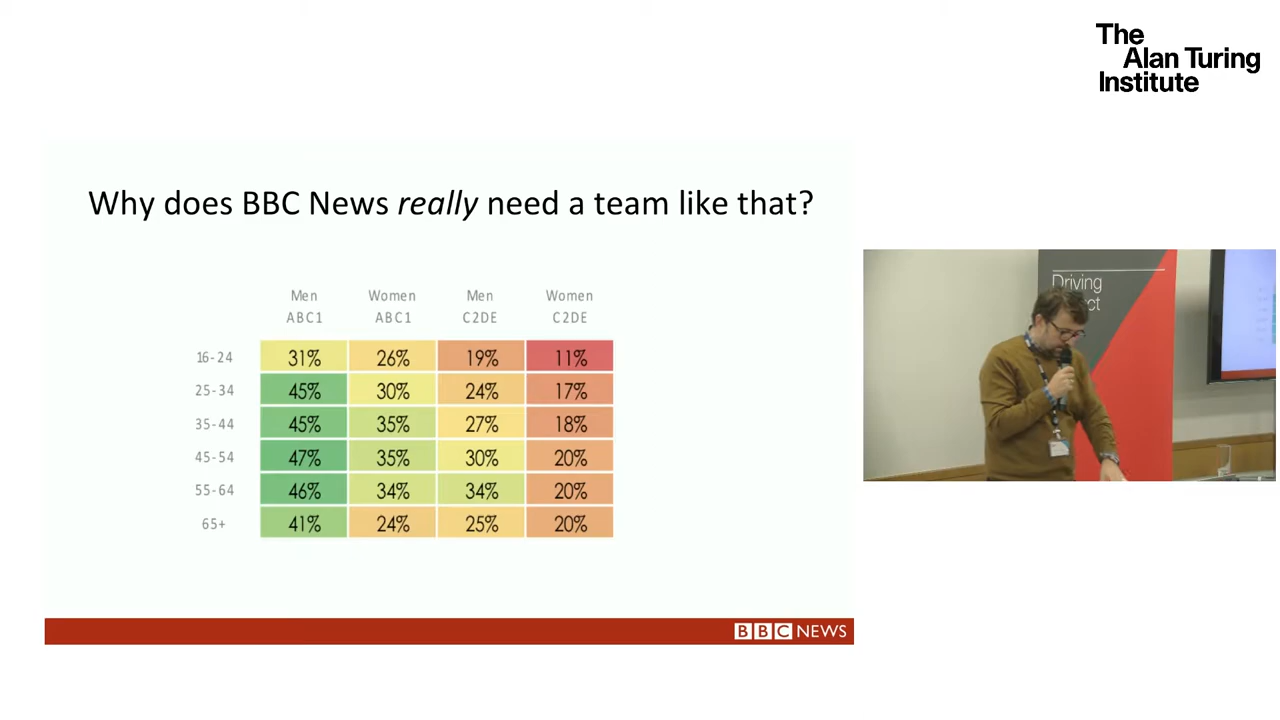 The
Alan Turing
Institute
Why does BBC News really need a team like that?
Men Women Men Women
ABC1 ABC1 C2DE C2DE
16-24 31% 26% 19% 11%
25-34 45% 30% 24% 17%
35-44 45% 35% 27% 18%
45-54 47% 35% 30% 20%
55-64 46% 34% 34% 20%
65+ 41% 24% 25% 20%
BBC NEWS
Driving